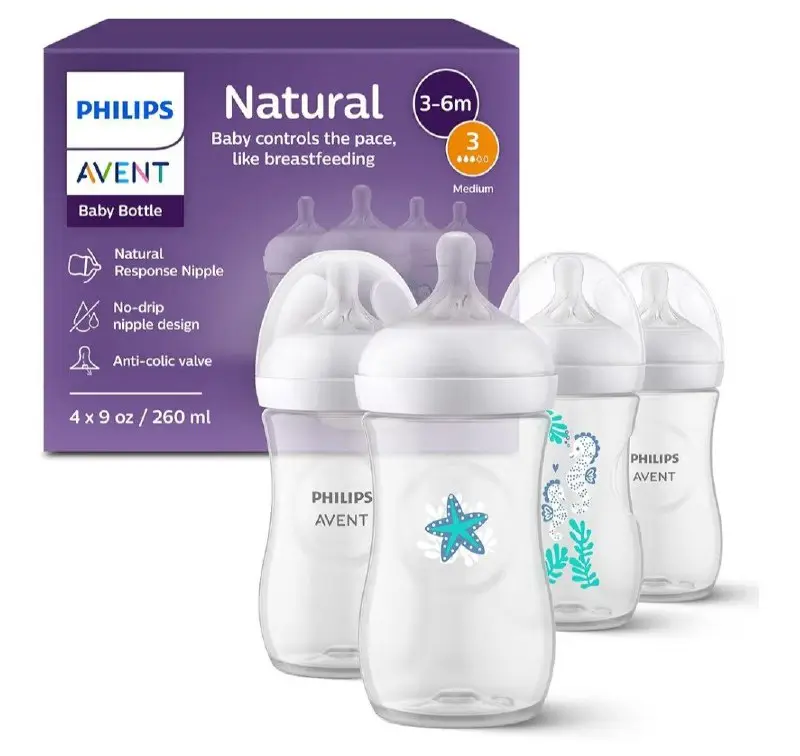 PHILIPS
AVENT
Baby Bottle
Natural
Baby controls the pace,
like breastfeeding
3-6m
3
Medium
Natural
Response Nipple
No-drip
nipple design
Anti-colic valve
4 x 9 oz / 260 ml
PHILIPS
AVENT
PHILIPS
AVENT